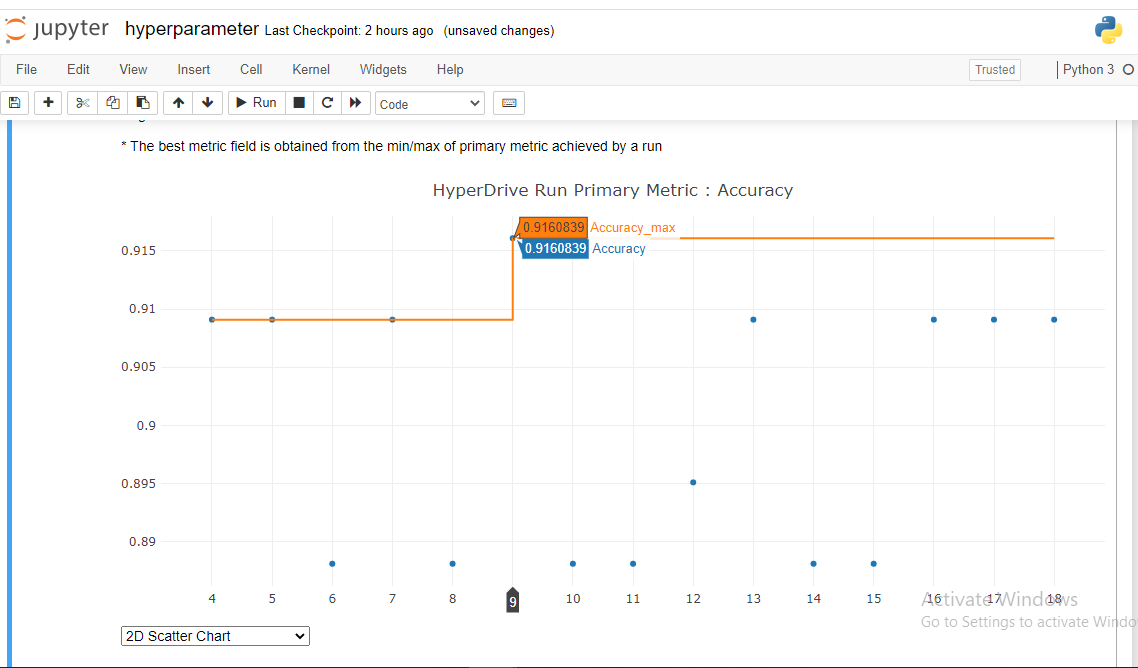 jupyter hyperparameter Last Checkpoint: 2 hours ago (unsaved changes)
File Edit View Insert Cell Kernel Widgets Help Trusted Python 3
Run Code
* The best metric field is obtained from the min/max of primary metric achieved by a run
HyperDrive Run Primary Metric : Accuracy
0.9160839 Accuracy_max
0.9160839 Accuracy
0.915
0.91
0.905
0.9
0.895
0.89
4 5 6 7 8 9 10 11 12 13 14 15 16 17 18
Activate Windows
Go to Settings to activate Windo
2D Scatter Chart